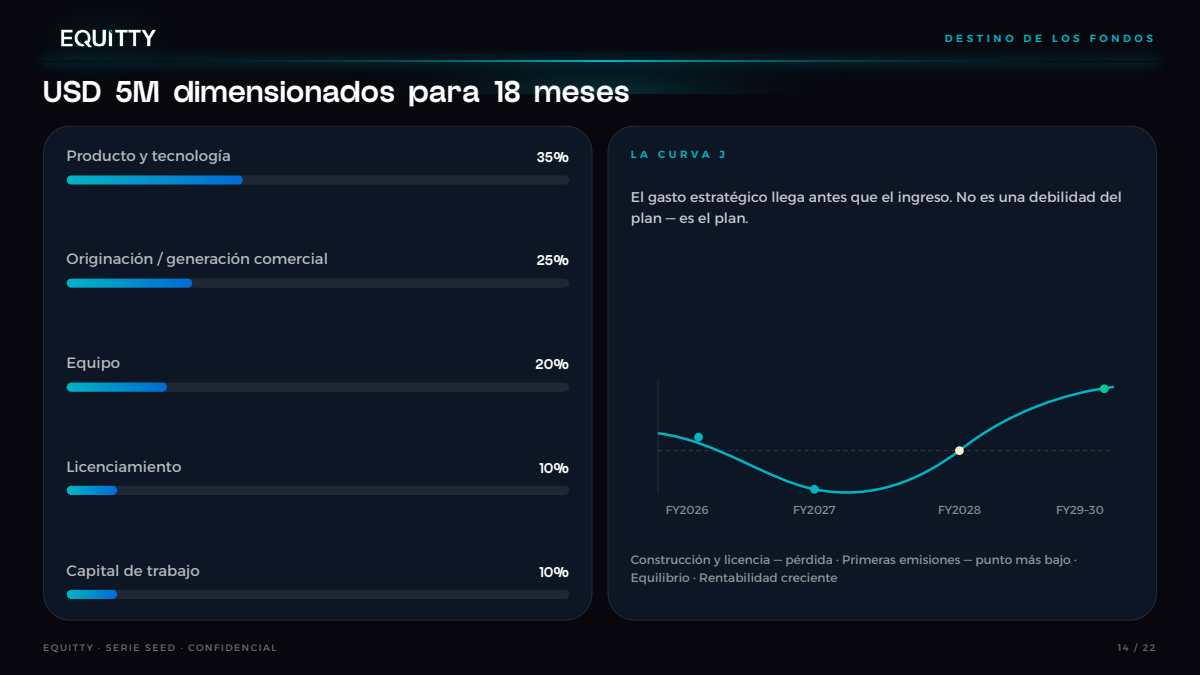 EQUITTY
DESTINO DE LOS FONDOS
USD 5M dimensionados para 18 meses
Producto y tecnología
35%
Originación / generación comercial
25%
Equipo
20%
Licenciamiento
10%
Capital de trabajo
10%
LA CURVA J
El gasto estratégico llega antes que el ingreso. No es una debilidad del
plan — es el plan.
FY2026
FY2027
FY2028
FY29-30
Construcción y licencia — pérdida · Primeras emisiones — punto más bajo ·
Equilibrio · Rentabilidad creciente
EQUITTY · SERIE SEED · CONFIDENCIAL
14 / 22